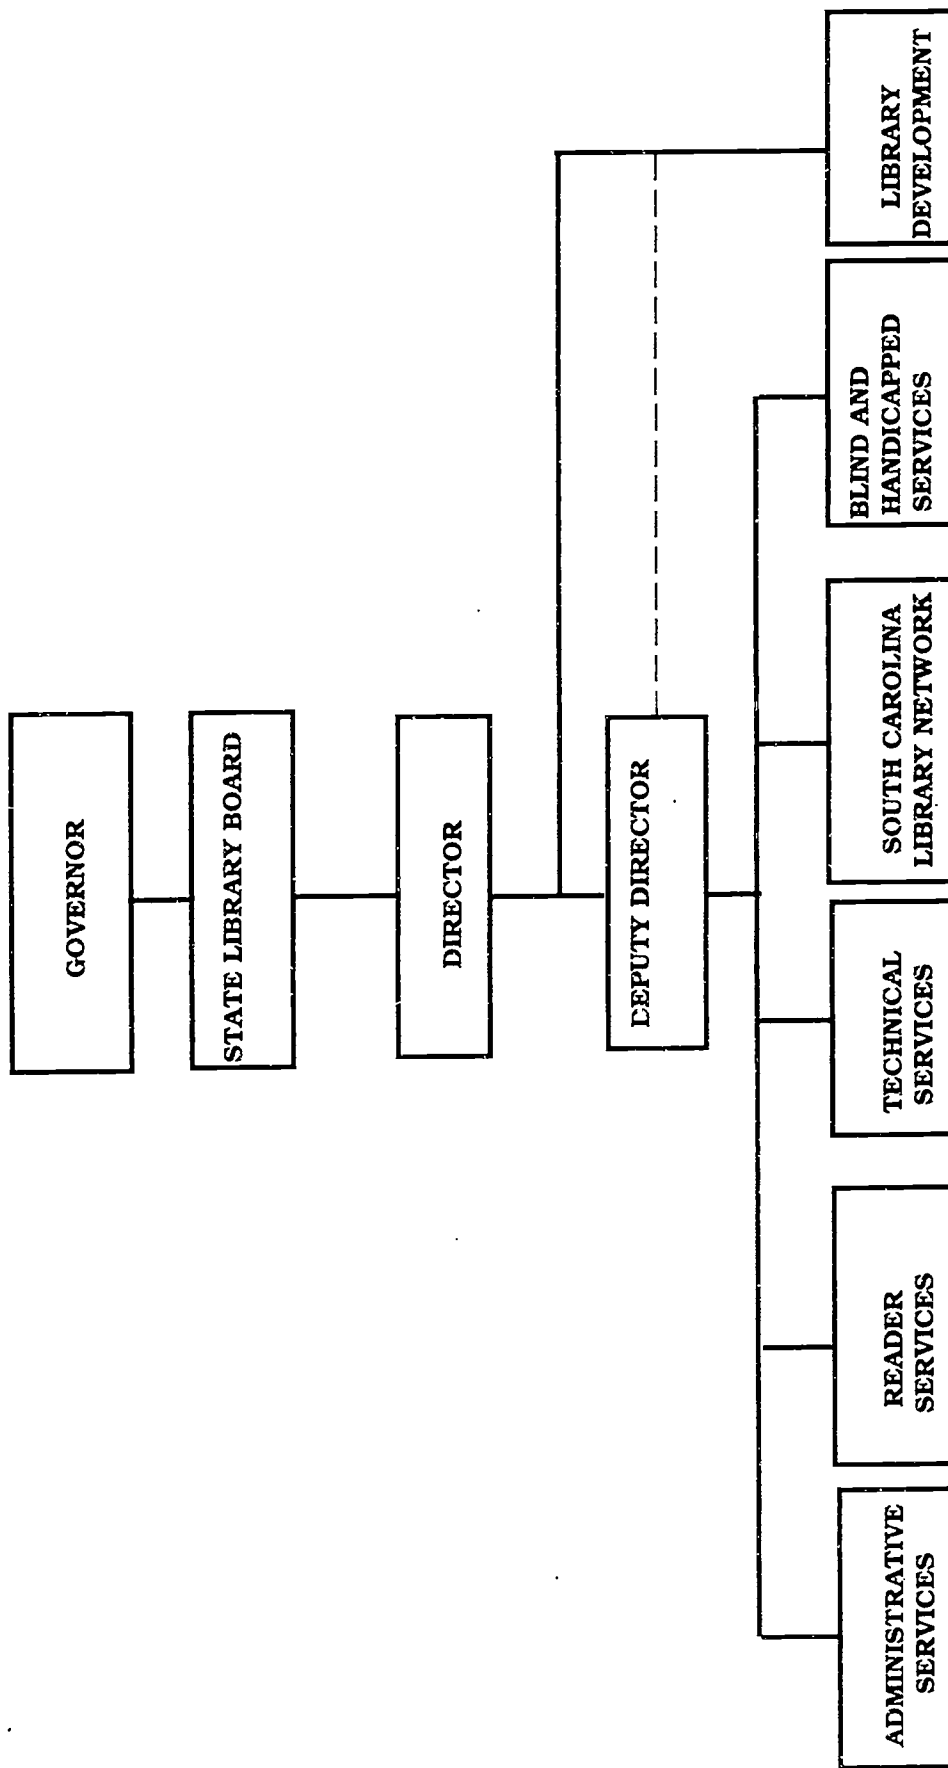 GOVERNOR
STATE LIBRARY BOARD
DIRECTOR
DEPUTY DIRECTOR
ADMINISTRATIVE
SERVICES
READER
SERVICES
TECHNICAL
SERVICES
SOUTH CAROLINA
LIBRARY NETWORK
BLIND AND
HANDICAPPED
SERVICES
LIBRARY
DEVELOPMENT